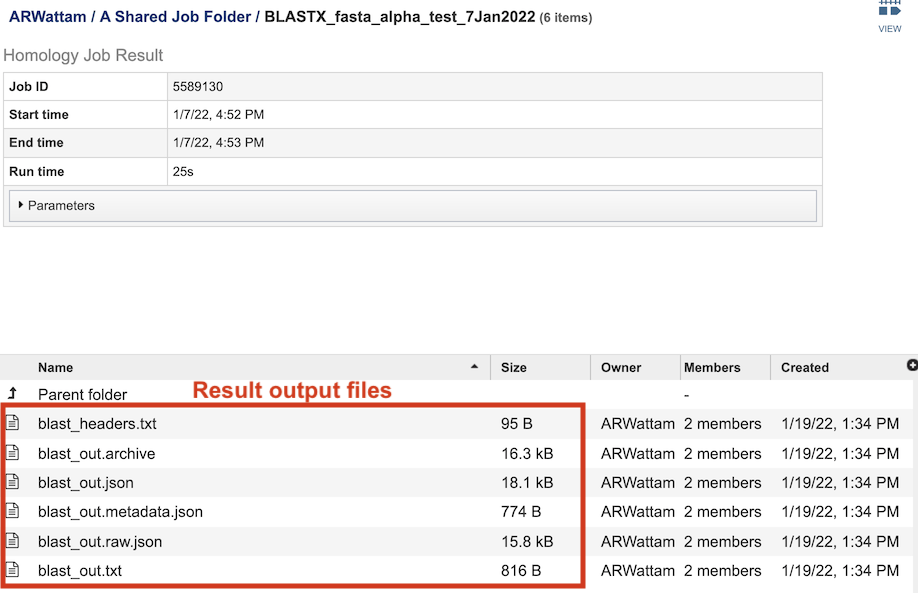 ARWattam / A Shared Job Folder / BLASTX_fasta_alpha_test_7Jan2022 (6 items)
VIEW
Homology Job Result
Job ID 5589130
Start time 1/7/22, 4:52 PM
End time 1/7/22, 4:53 PM
Run time 25s
Parameters
Name Size Owner Members Created
Parent folder -
Result output files
blast_headers.txt 95 B ARWattam 2 members 1/19/22, 1:34 PM
blast_out.archive 16.3 kB ARWattam 2 members 1/19/22, 1:34 PM
blast_out.json 18.1 kB ARWattam 2 members 1/19/22, 1:34 PM
blast_out.metadata.json 774 B ARWattam 2 members 1/19/22, 1:34 PM
blast_out.raw.json 15.8 kB ARWattam 2 members 1/19/22, 1:34 PM
blast_out.txt 816 B ARWattam 2 members 1/19/22, 1:34 PM